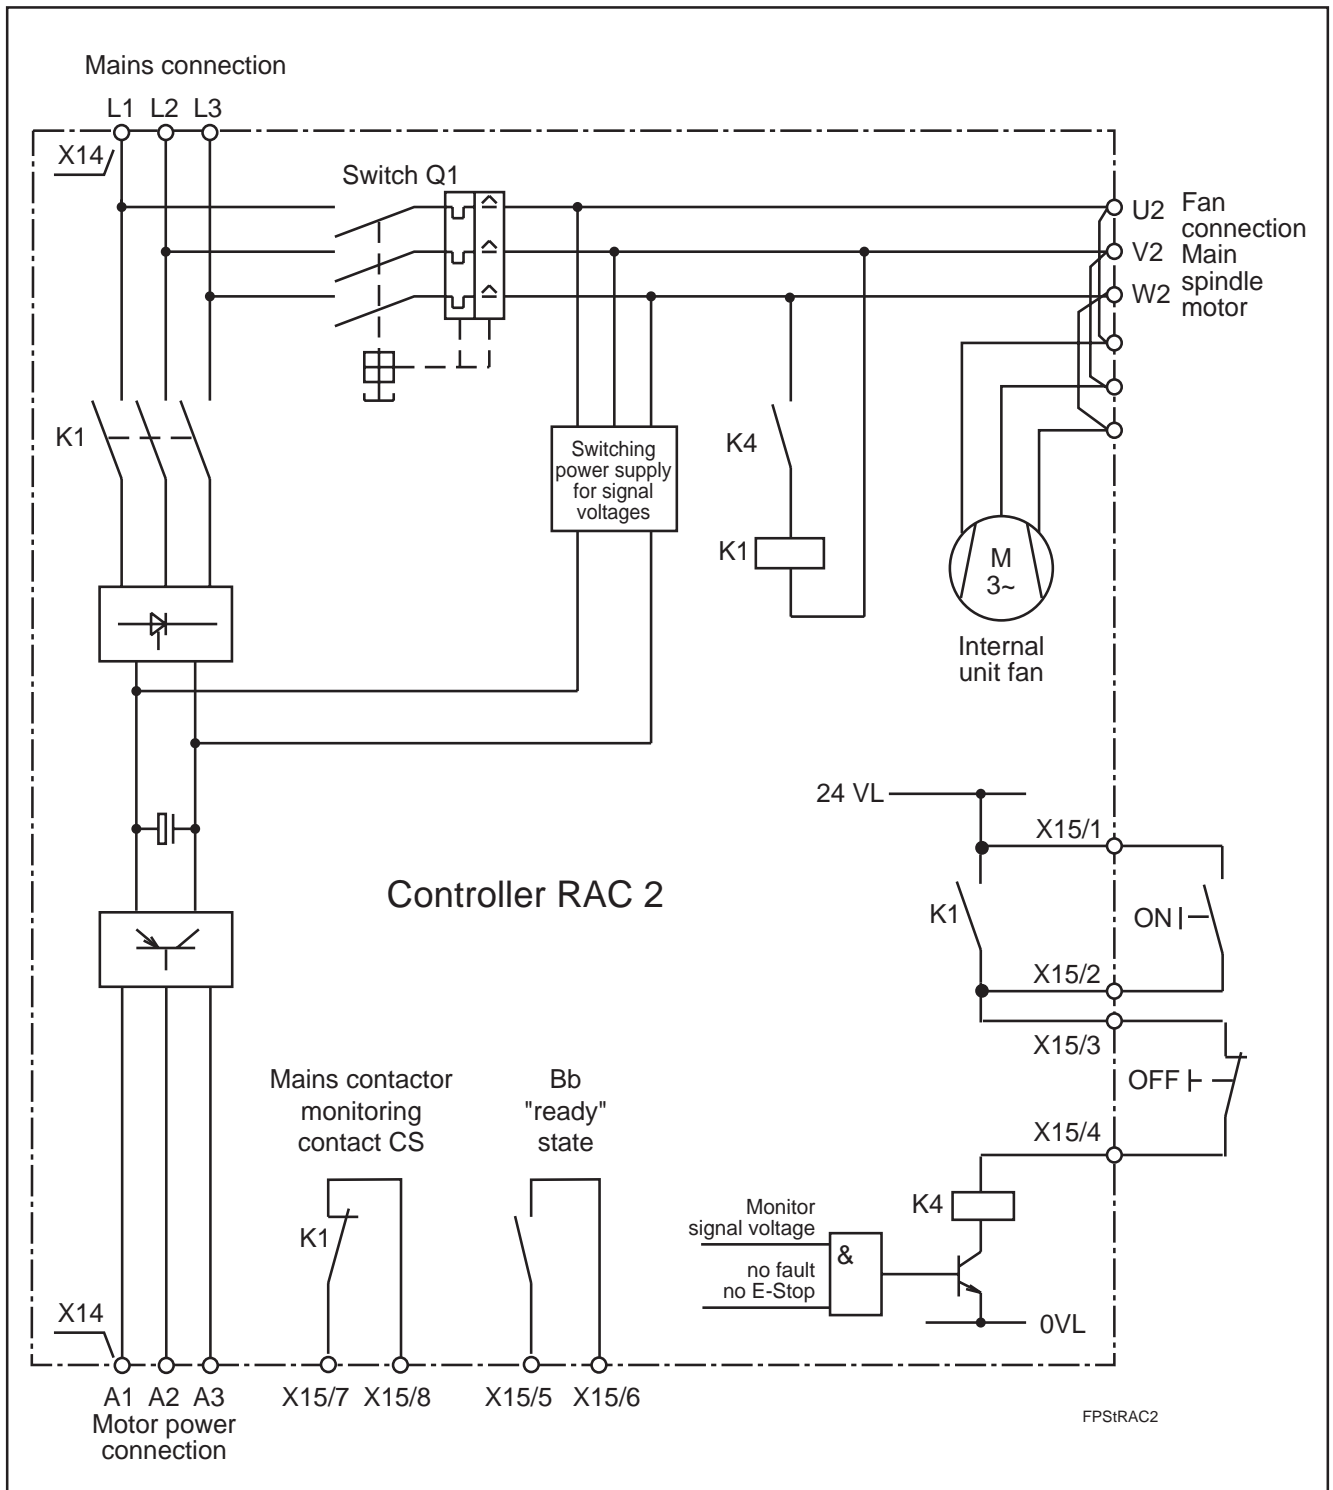 Mains connection
L1 L2 L3
X14
Switch Q1
U2
V2
W2
Fan
connection
Main
spindle
motor
K1
Switching
power supply
for signal
voltages
K4
K1
M
3~
Internal
unit fan
24 VL
X15/1
Controller RAC 2
K1
ON
X15/2
X15/3
OFF
X15/4
Mains contactor
monitoring
contact CS
Bb
"ready"
state
K1
Monitor
signal voltage
no fault
no E-Stop
&
K4
0VL
X14
A1 A2 A3
Motor power
connection
X15/7 X15/8
X15/5 X15/6
FPStRAC2